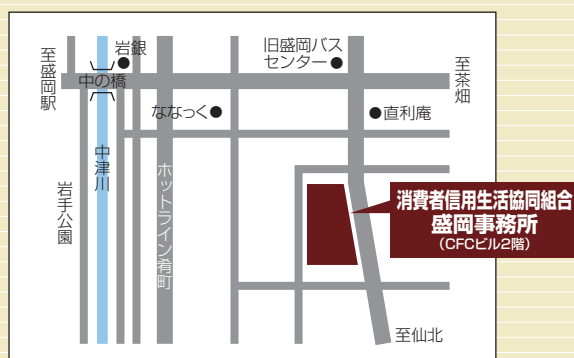 至盛岡駅
岩銀
中の橋
旧盛岡バス
センター
至茶畑
ななっく
直利庵
中津川
岩手公園
ホットライン肴町
消費者信用生活協同組合
盛岡事務所
(CFCビル2階)
至仙北